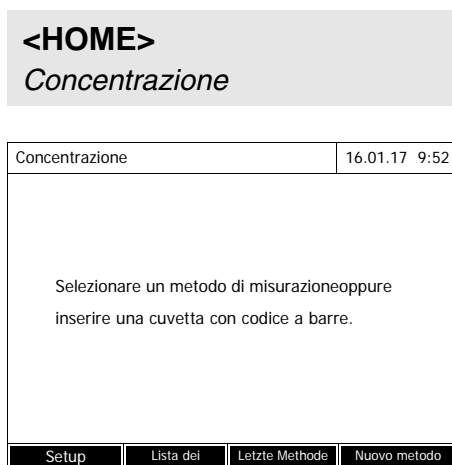 <HOME>
Concentrazione
Concentrazione 16.01.17 9:52
Selezionare un metodo di misurazioneoppure
inserire una cuvetta con codice a barre.
Setup Lista dei Letzte Methode Nuovo metodo